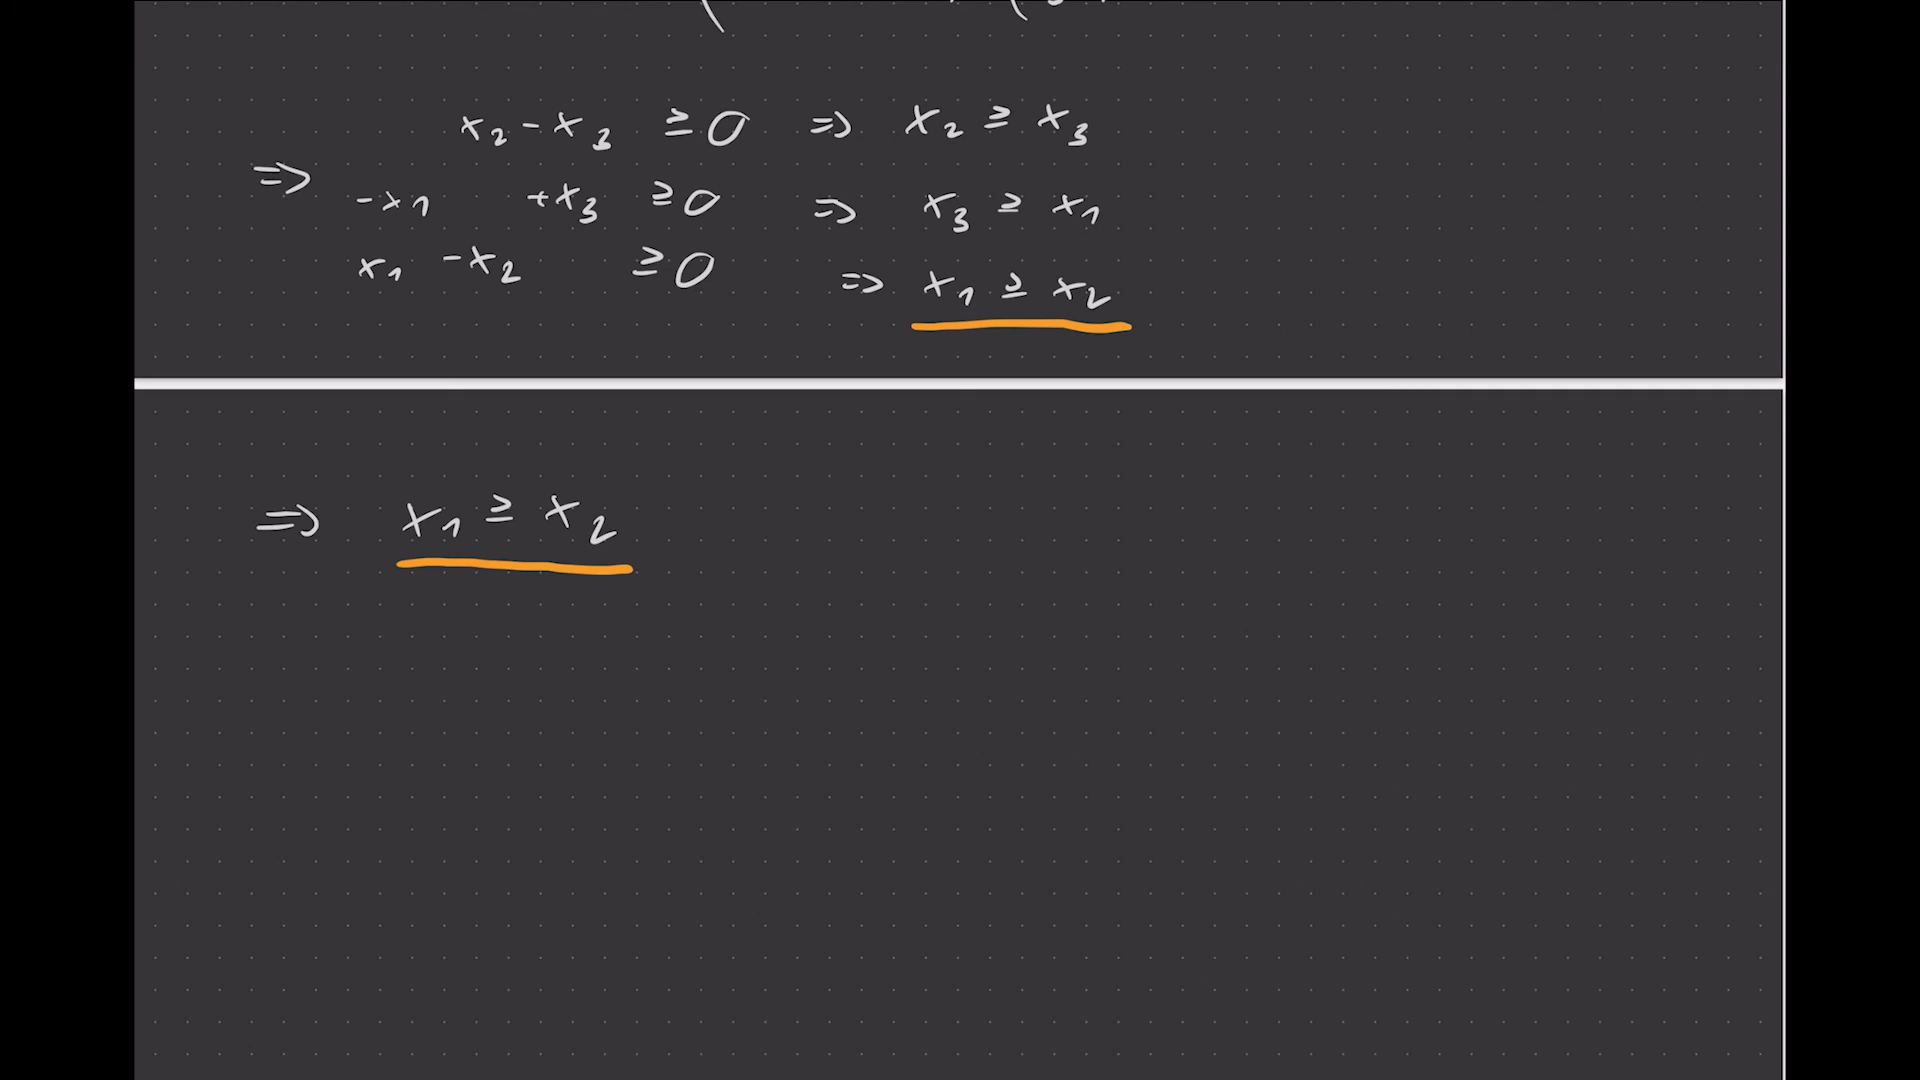 x₂ - x₃ ≥ 0 ⇒ x₂ ≥ x₃
⇒
-x₁ + x₃ ≥ 0 ⇒ x₃ ≥ x₁
x₁ - x₂ ≥ 0 ⇒ x₁ ≥ x₂
⇒ x₁ ≥ x₂